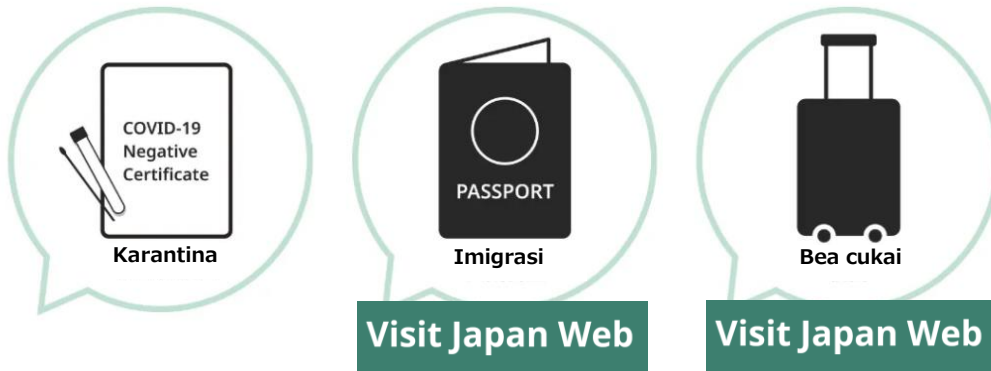 COVID-19
Negative
Certificate
Karantina
PASSPORT
Imigrasi
Visit Japan Web
Bea cukai
Visit Japan Web